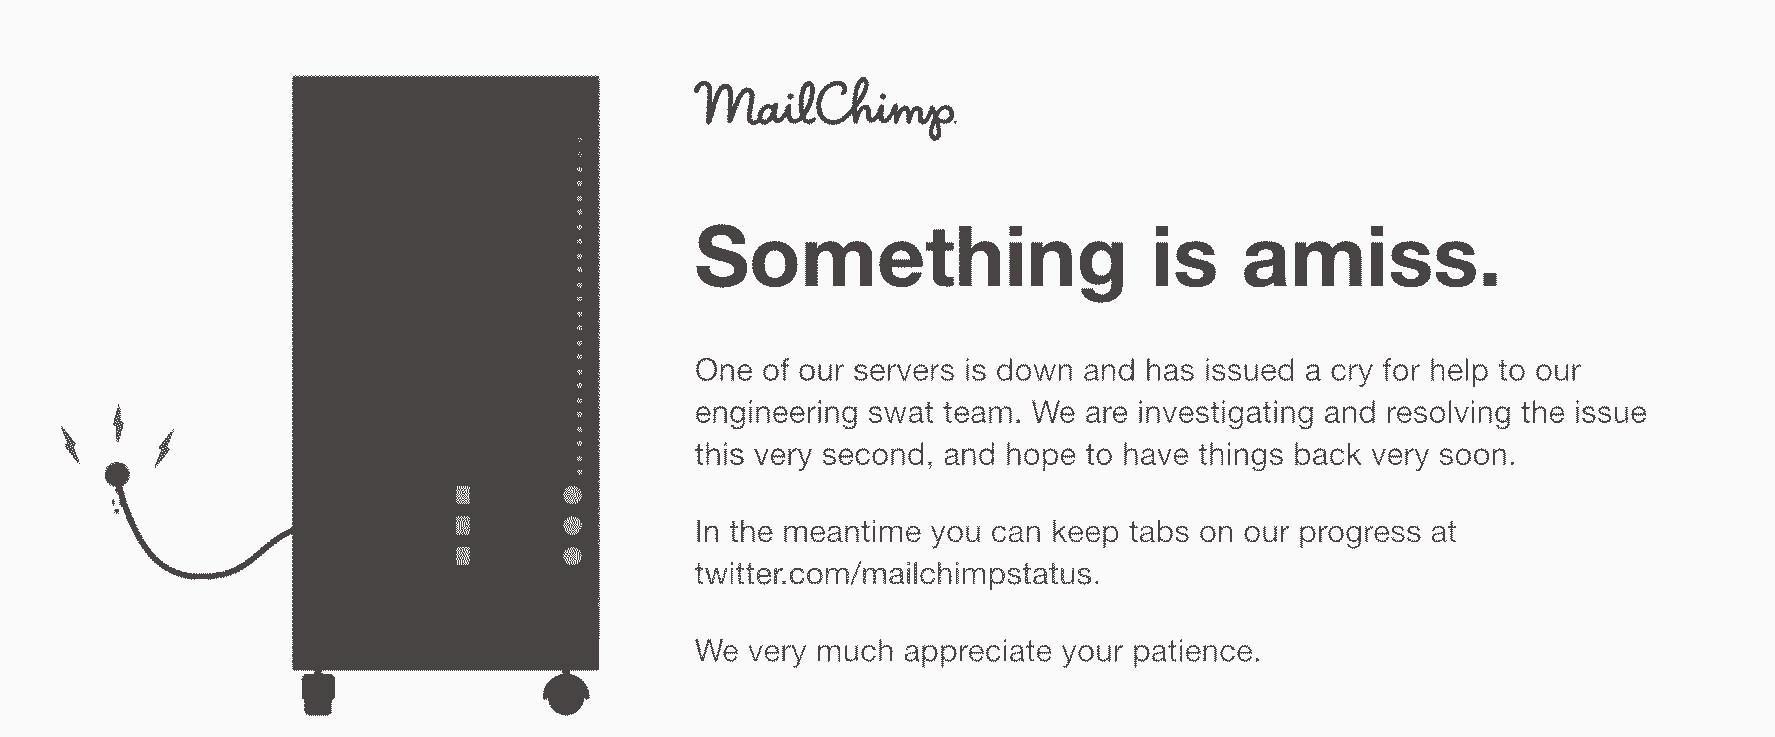 MailChimp
Something is amiss.
One of our servers is down and has issued a cry for help to our
engineering swat team. We are investigating and resolving the issue
this very second, and hope to have things back very soon.
In the meantime you can keep tabs on our progress at
twitter.com/mailchimpstatus.
We very much appreciate your patience.